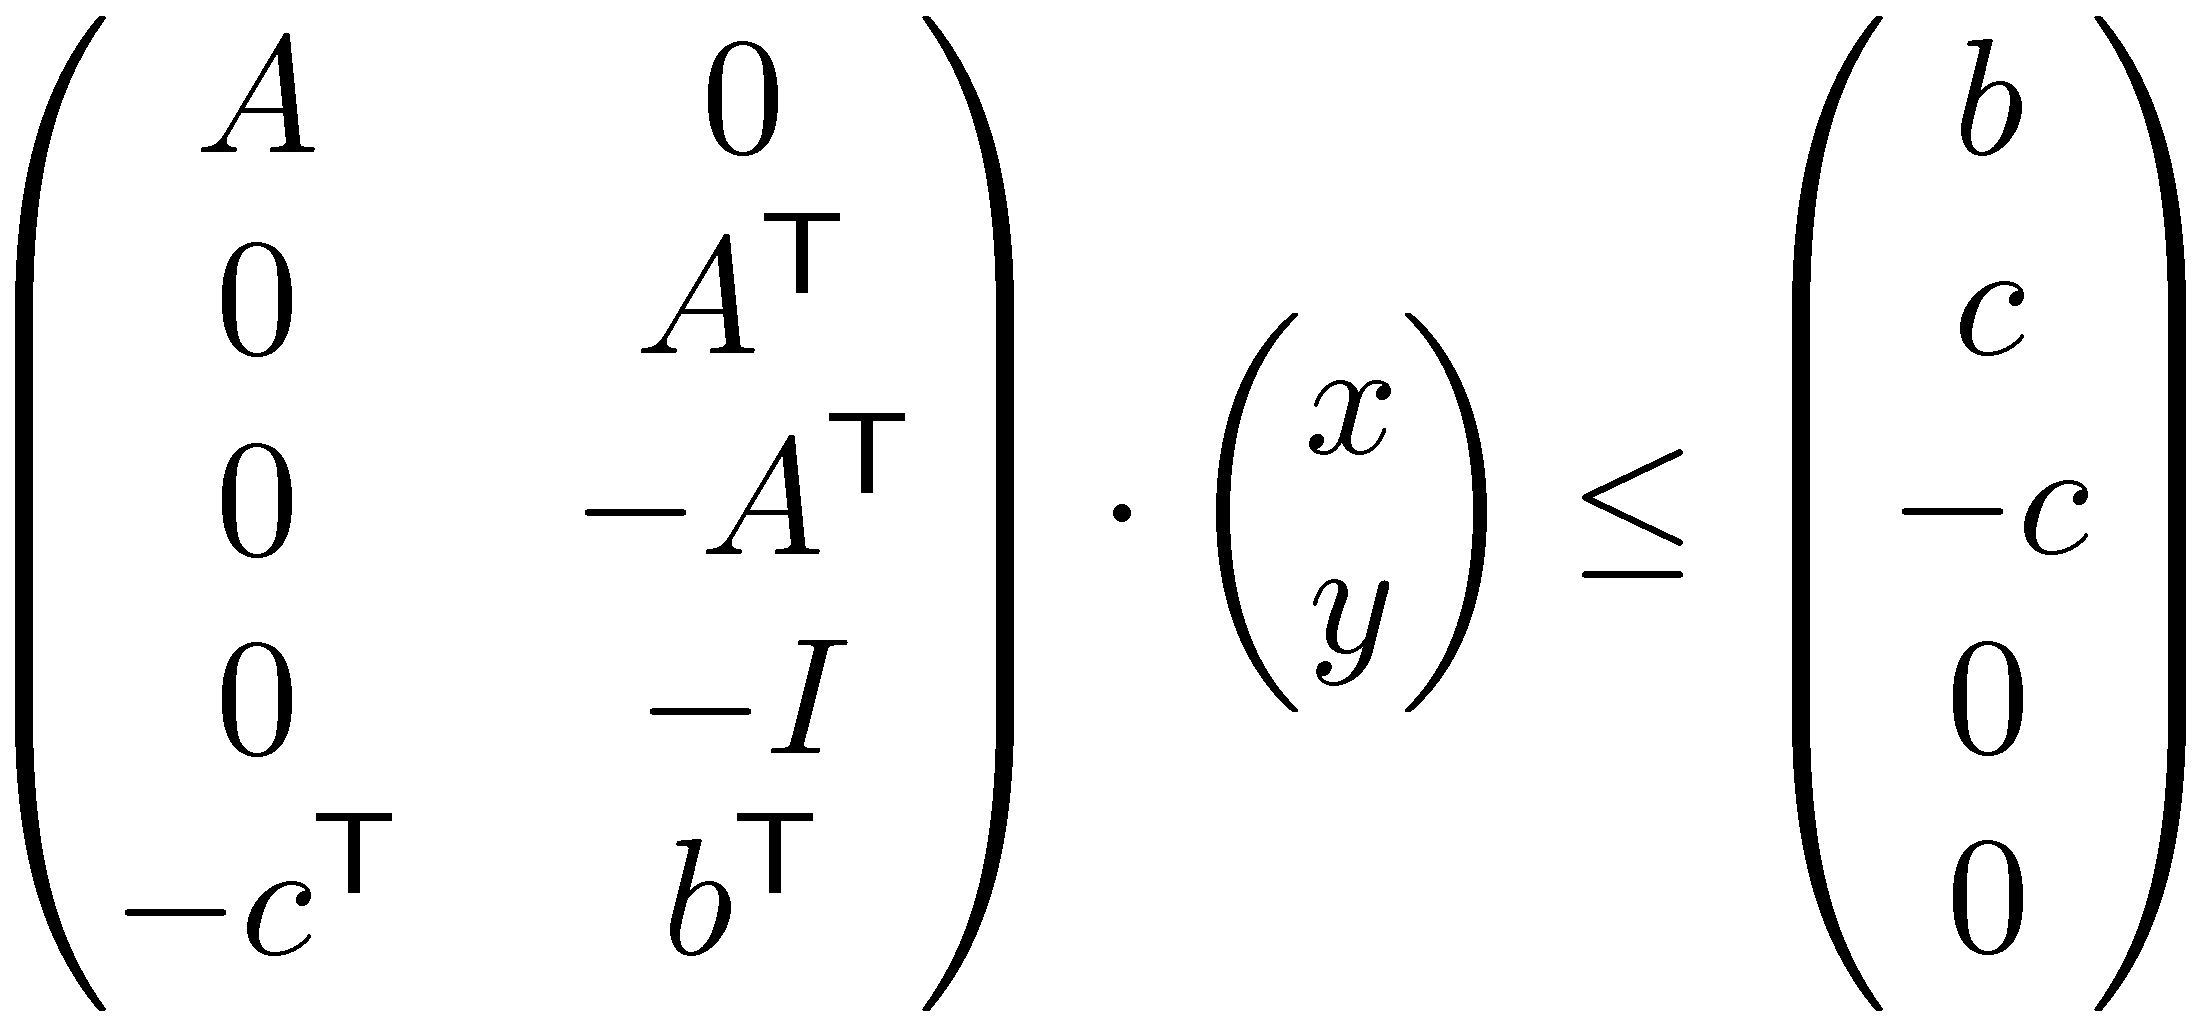 A 0 b
0 A^⊤ c
0 −A^⊤ · x ≤ −c
0 −I y 0
−c^⊤ b^⊤ 0